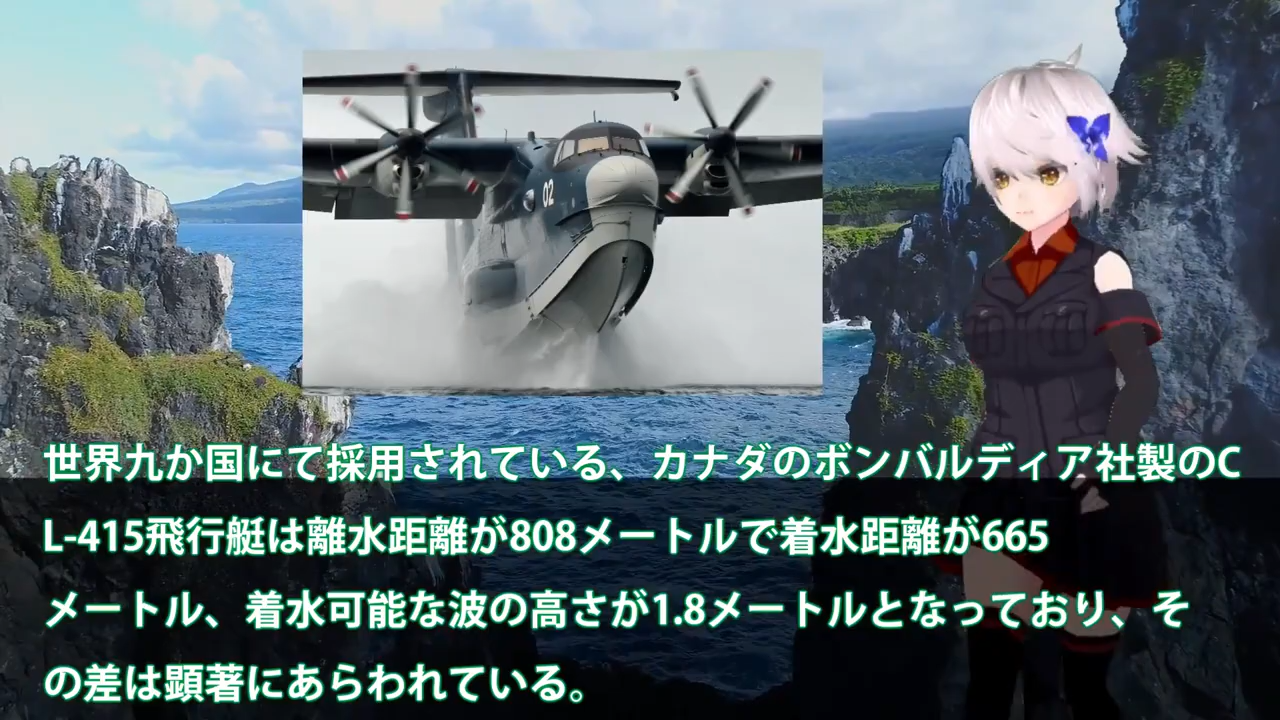 02
世界九か国にて採用されている、カナダのボンバルディア社製のC
L-415飛行艇は離水距離が808メートルで着水距離が665
メートル、着水可能な波の高さが1.8メートルとなっており、そ
の差は顕著にあらわれている。